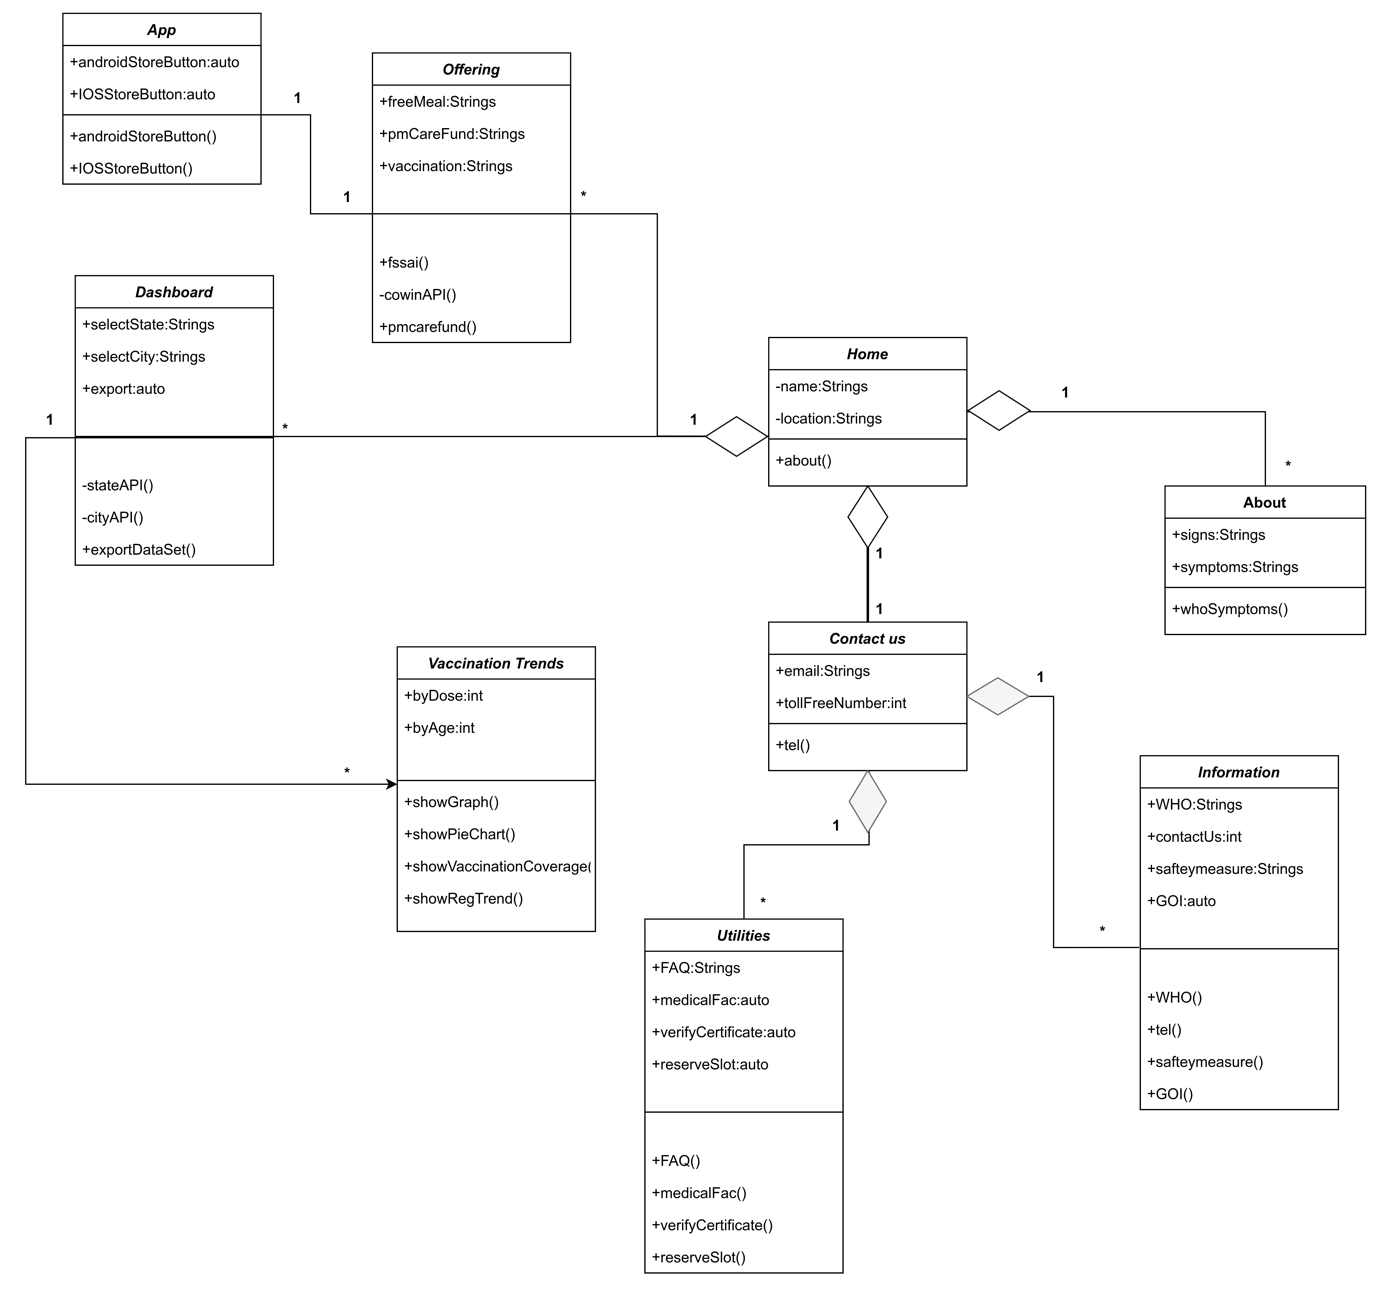 App
+androidStoreButton:auto
+IOSStoreButton:auto
+androidStoreButton()
+IOSStoreButton()
1
1
Offering
+freeMeal:Strings
+pmCareFund:Strings
+vaccination:Strings
+fssai()
-cowinAPI()
+pmcarefund()
*
Dashboard
+selectState:Strings
+selectCity:Strings
+export:auto
-stateAPI()
-cityAPI()
+exportDataSet()
1
*
1
Home
-name:Strings
-location:Strings
+about()
1
*
About
+signs:Strings
+symptoms:Strings
+whoSymptoms()
1
1
Contact us
+email:Strings
+tollFreeNumber:int
+tel()
1
Vaccination Trends
+byDose:int
+byAge:int
+showGraph()
+showPieChart()
+showVaccinationCoverage(
+showRegTrend()
*
1
*
Utilities
+FAQ:Strings
+medicalFac:auto
+verifyCertificate:auto
+reserveSlot:auto
+FAQ()
+medicalFac()
+verifyCertificate()
+reserveSlot()
*
Information
+WHO:Strings
+contactUs:int
+safteymeasure:Strings
+GOI:auto
+WHO()
+tel()
+safteymeasure()
+GOI()